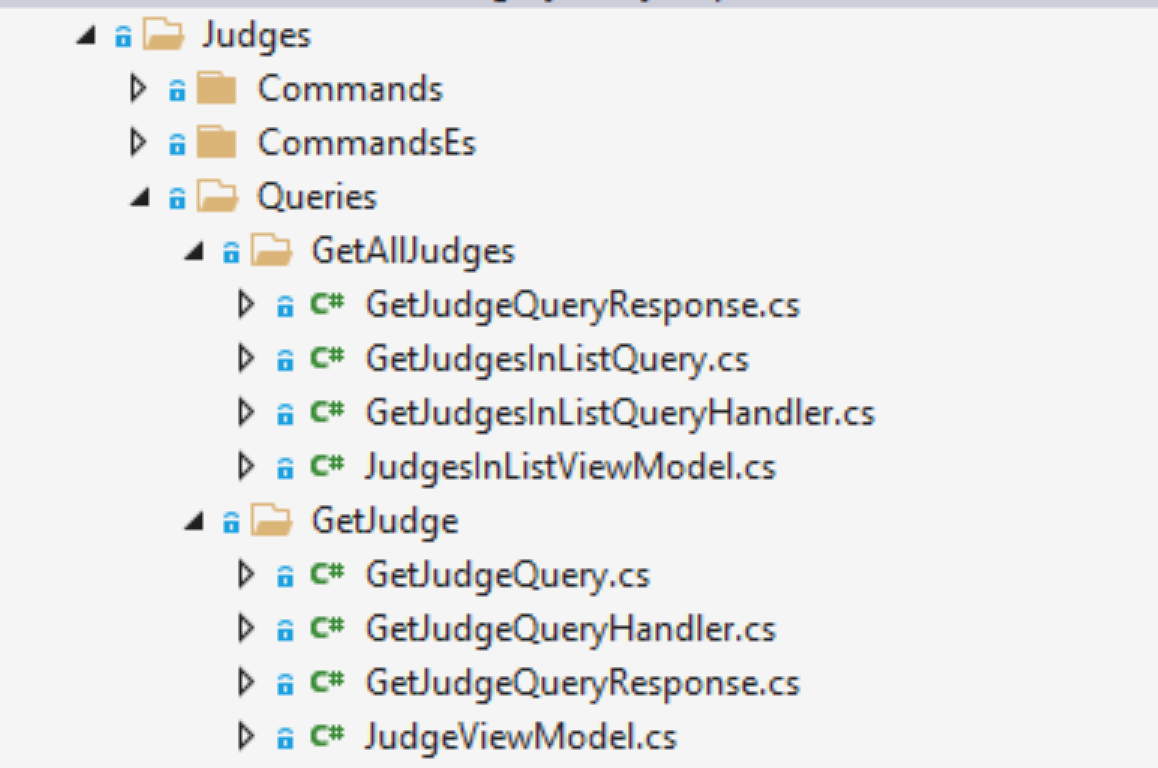 Judges
Commands
CommandsEs
Queries
GetAllJudges
C# GetJudgeQueryResponse.cs
C# GetJudgesInListQuery.cs
C# GetJudgesInListQueryHandler.cs
C# JudgesInListViewModel.cs
GetJudge
C# GetJudgeQuery.cs
C# GetJudgeQueryHandler.cs
C# GetJudgeQueryResponse.cs
C# JudgeViewModel.cs